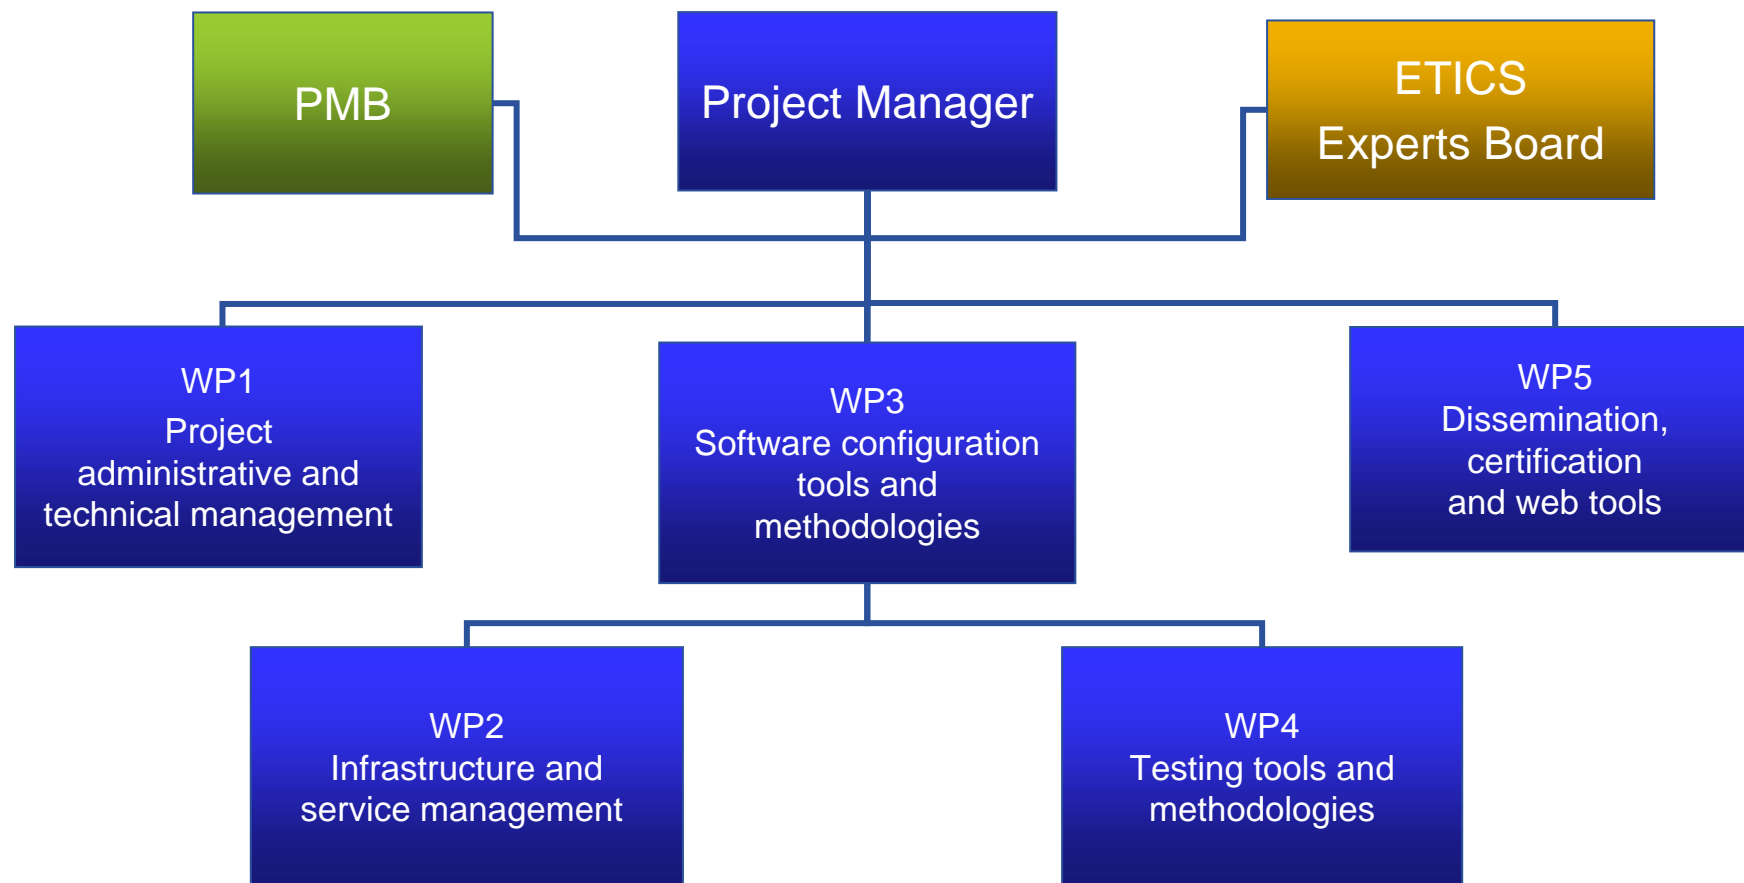 PMB
Project Manager
ETICS
Experts Board
WP1
Project
administrative and
technical management
WP3
Software configuration
tools and
methodologies
WP5
Dissemination,
certification
and web tools
WP2
Infrastructure and
service management
WP4
Testing tools and
methodologies